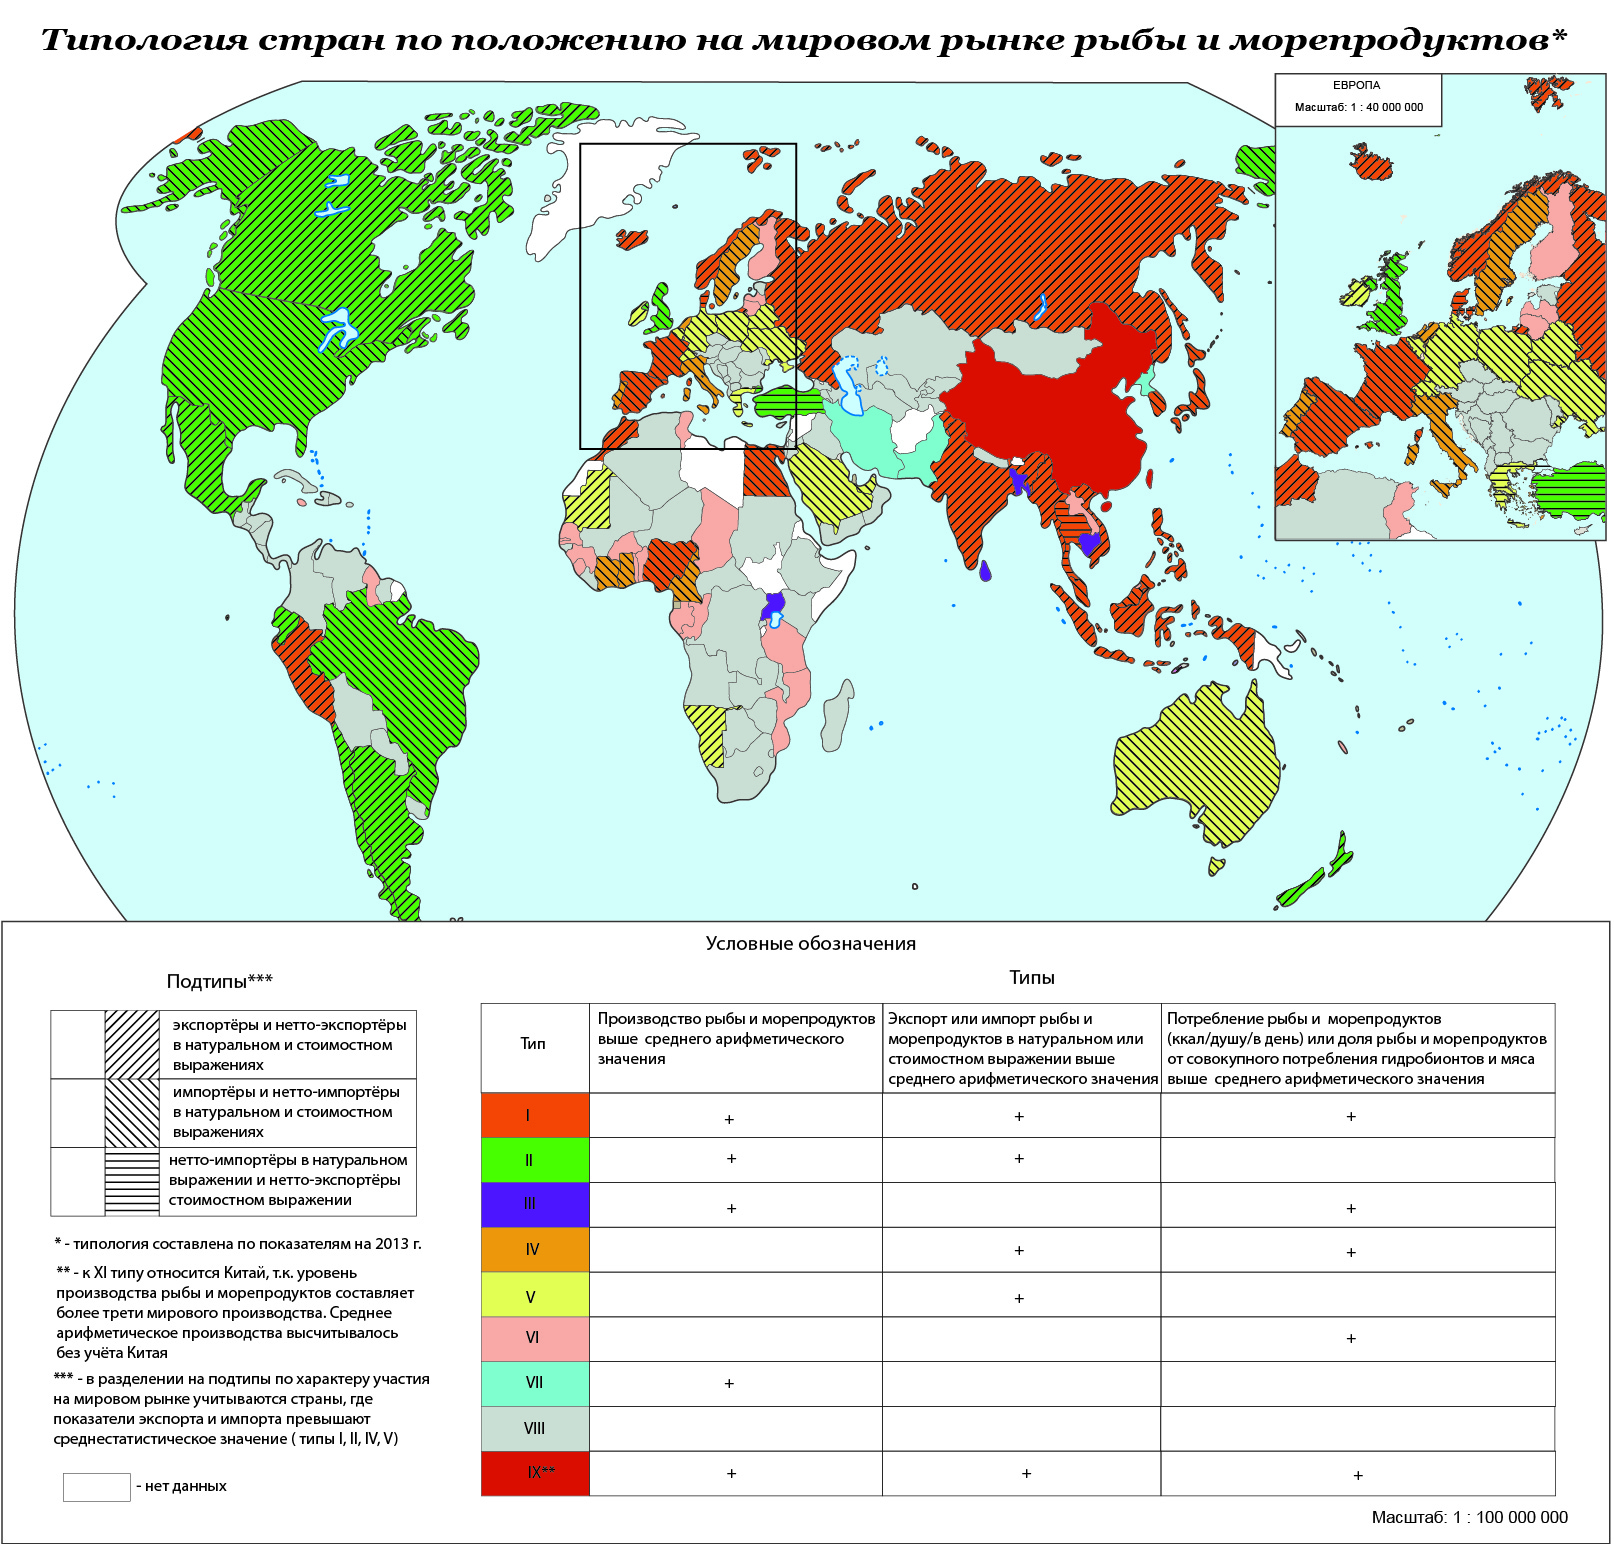 Типология стран по положению на мировом рынке рыбы и морепродуктов*
ЕВРОПА
Масштаб: 1 : 40 000 000
Условные обозначения
Подтипы***
экспортёры и нетто-экспортёры
в натуральном и стоимостном
выражениях
импортёры и нетто-импортёры
в натуральном и стоимостном
выражениях
нетто-импортёры в натуральном
выражении и нетто-экспортёры
стоимостном выражении
* - типология составлена по показателям на 2013 г.
** - к XI типу относится Китай, т.к. уровень
производства рыбы и морепродуктов составляет
более трети мирового производства. Среднее
арифметическое производства высчитывалось
без учёта Китая
*** - в разделении на подтипы по характеру участия
на мировом рынке учитываются страны, где
показатели экспорта и импорта превышают
среднестатистическое значение ( типы I, II, IV, V)
- нет данных
Типы
Тип
Производство рыбы и морепродуктов
выше среднего арифметического
значения
Экспорт или импорт рыбы и
морепродуктов в натуральном или
стоимостном выражении выше
среднего арифметического значения
Потребление рыбы и морепродуктов
(ккал/душу/в день) или доля рыбы и морепродуктов
от совокупного потребления гидробионтов и мяса
выше среднего арифметического значения
I + + +
II + +
III + +
IV + +
V +
VI +
VII +
VIII
IX** + + +
Масштаб: 1 : 100 000 000